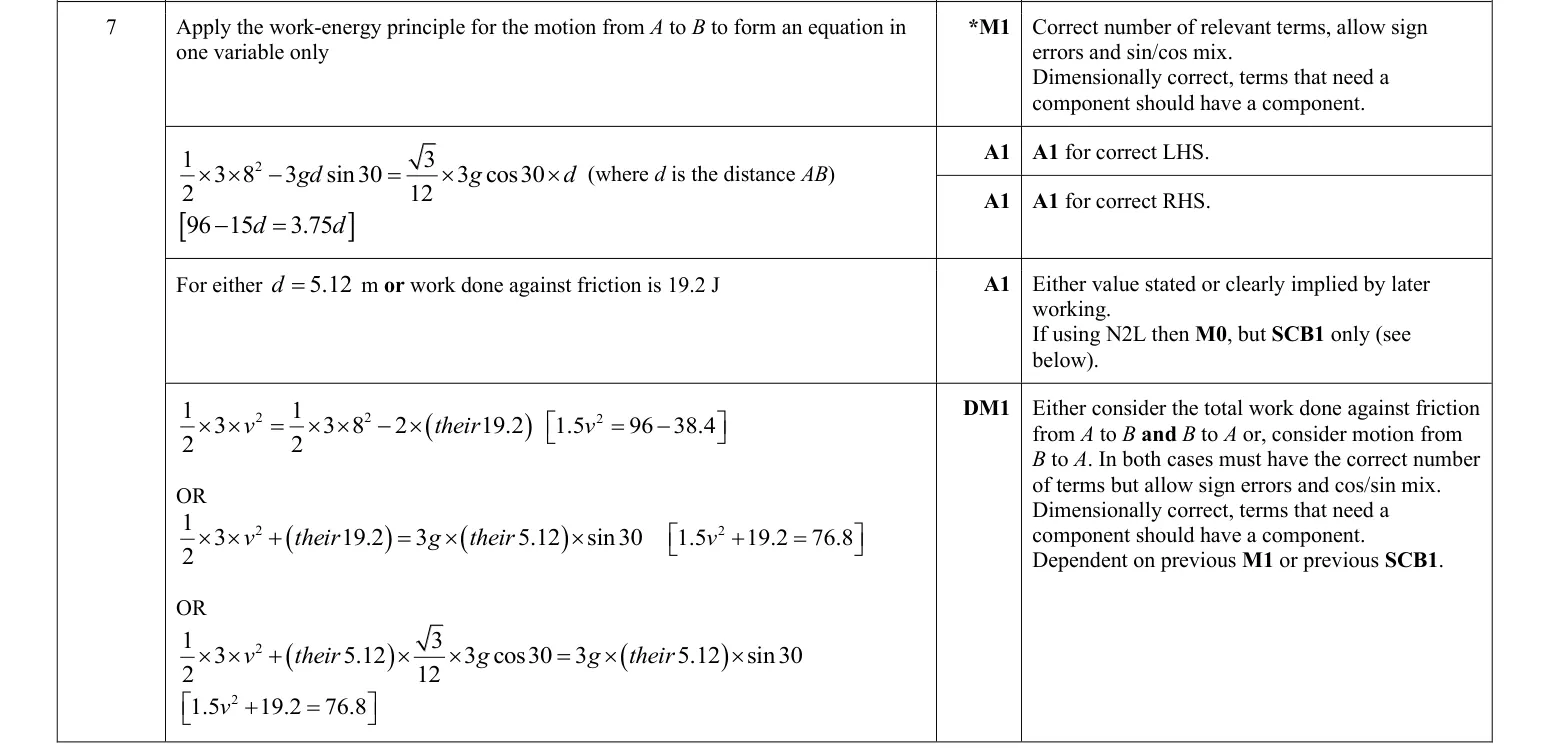 7 Apply the work-energy principle for the motion from A to B to form an equation in *M1 Correct number of relevant terms, allow sign
one variable only errors and sin/cos mix.
Dimensionally correct, terms that need a
component should have a component.
1/2 × 3 × 8² − 3gd sin 30 = √3/12 × 3g cos 30 × d (where d is the distance AB) A1 A1 for correct LHS.
[96 − 15d = 3.75d] A1 A1 for correct RHS.
For either d = 5.12 m or work done against friction is 19.2 J A1 Either value stated or clearly implied by later
working.
If using N2L then M0, but SCB1 only (see
below).
1/2 × 3 × v² = 1/2 × 3 × 8² − 2 × (their 19.2) [1.5v² = 96 − 38.4] DM1 Either consider the total work done against friction
from A to B and B to A or, consider motion from
B to A. In both cases must have the correct number
OR of terms but allow sign errors and cos/sin mix.
1/2 × 3 × v² + (their 19.2) = 3g × (their 5.12) × sin 30 [1.5v² + 19.2 = 76.8] Dimensionally correct, terms that need a
component should have a component.
Dependent on previous M1 or previous SCB1.
OR
1/2 × 3 × v² + (their 5.12) × √3/12 × 3g cos 30 = 3g × (their 5.12) × sin 30
[1.5v² + 19.2 = 76.8]